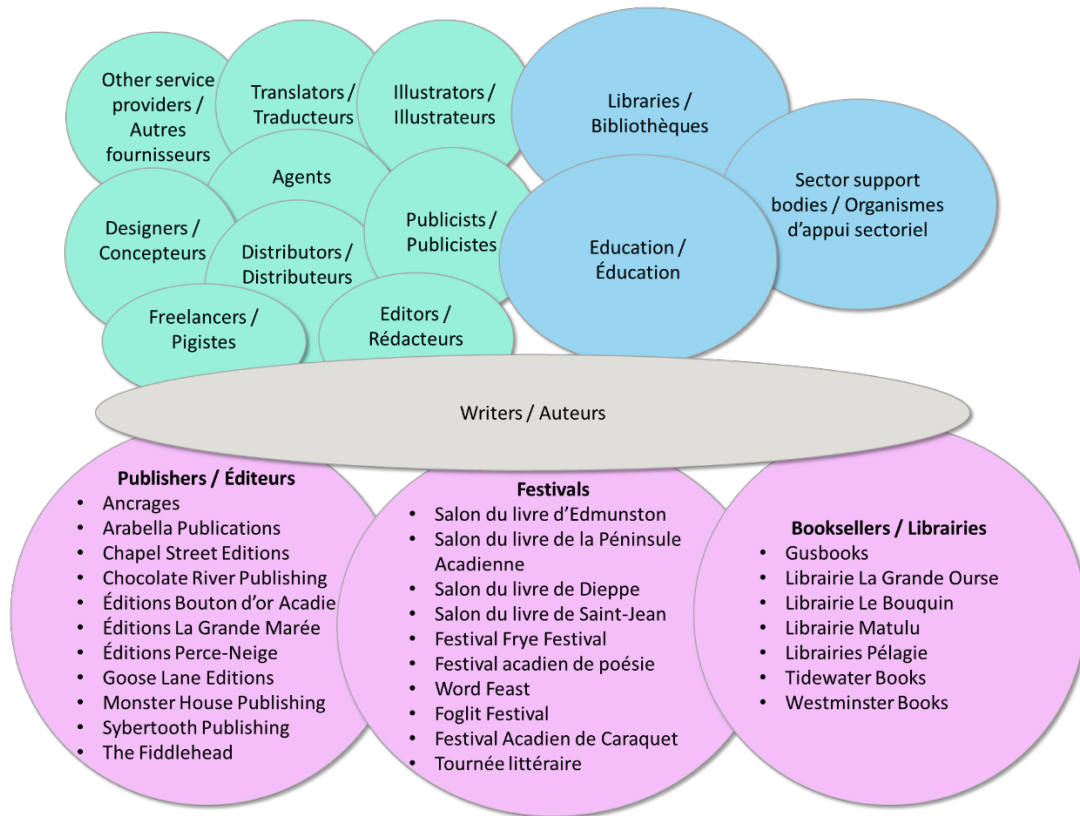 Other service
providers /
Autres
fournisseurs
Translators /
Traducteurs
Illustrators /
Illustrateurs
Libraries /
Bibliothèques
Agents
Sector support
bodies / Organismes
d'appui sectoriel
Designers /
Concepteurs
Publicists /
Publicistes
Distributors /
Distributeurs
Education /
Éducation
Freelancers /
Pigistes
Editors /
Rédacteurs
Writers / Auteurs
Publishers / Éditeurs
• Ancrages
• Arabella Publications
• Chapel Street Editions
• Chocolate River Publishing
• Éditions Bouton d'or Acadie
• Éditions La Grande Marée
• Éditions Perce-Neige
• Goose Lane Editions
• Monster House Publishing
• Sybertooth Publishing
• The Fiddlehead
Festivals
• Salon du livre d'Edmunston
• Salon du livre de la Péninsule
Acadienne
• Salon du livre de Dieppe
• Salon du livre de Saint-Jean
• Festival Frye Festival
• Festival acadien de poésie
• Word Feast
• Foglit Festival
• Festival Acadien de Caraquet
• Tournée littéraire
Booksellers / Librairies
• Gusbooks
• Librairie La Grande Ourse
• Librairie Le Bouquin
• Librairie Matulu
• Librairies Pélagie
• Tidewater Books
• Westminster Books